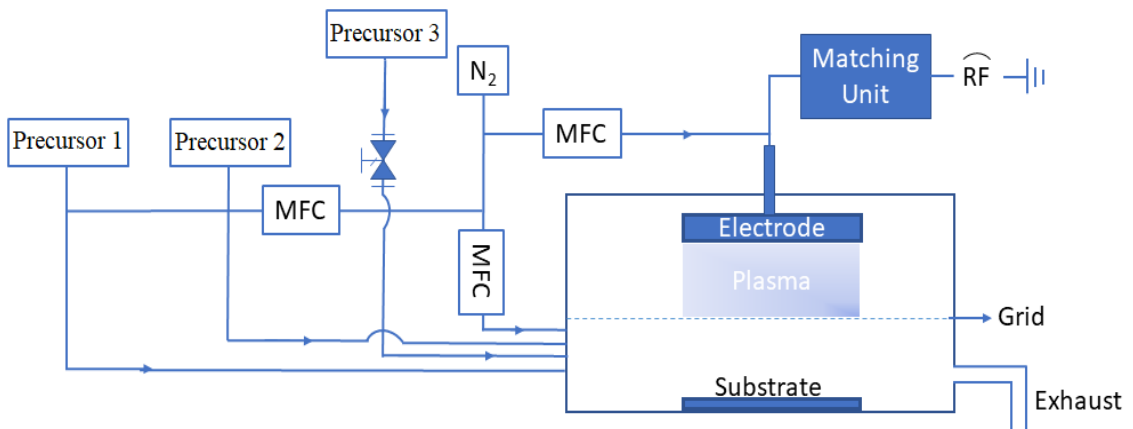 Precursor 3
N₂
Matching
Unit
RF
Precursor 1
Precursor 2
MFC
MFC
MFC
Electrode
Plasma
Grid
Substrate
Exhaust